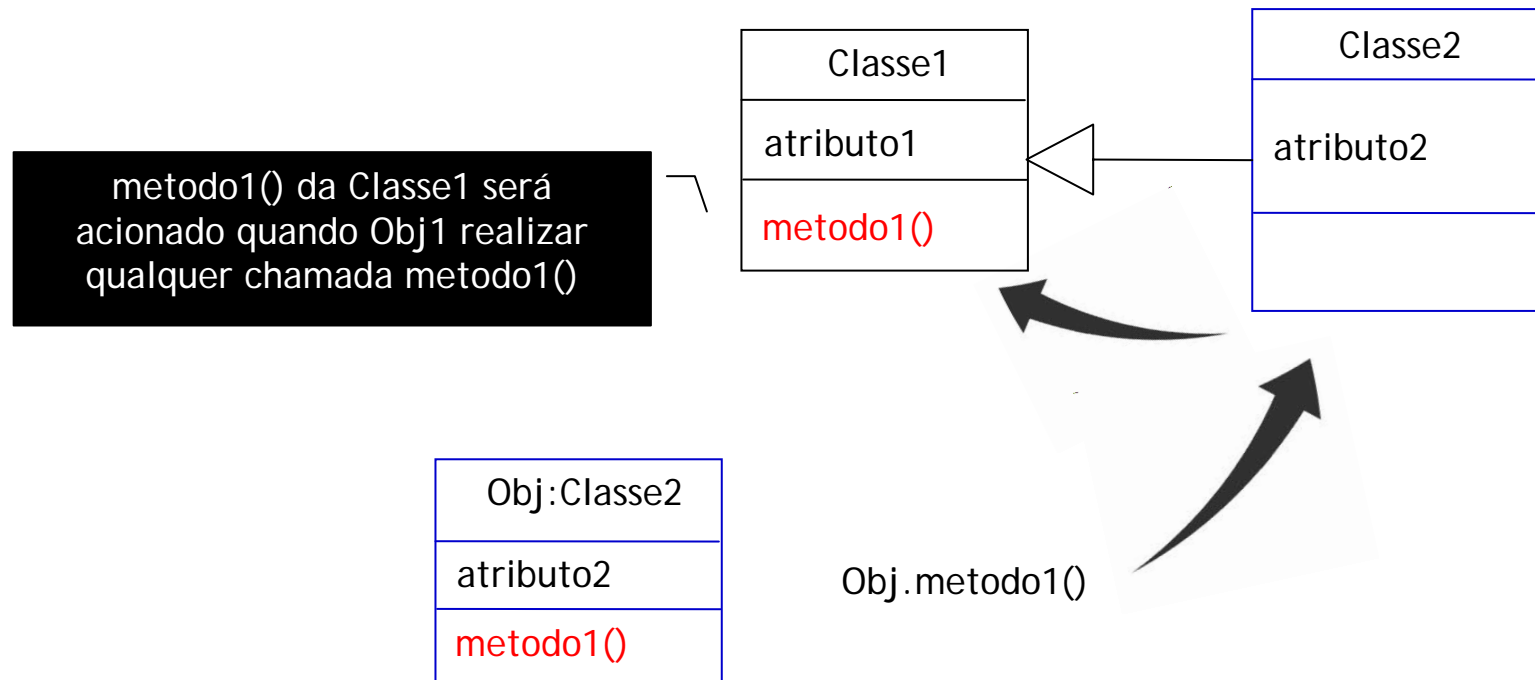 Classe1
atributo1
metodo1()
Classe2
atributo2
metodo1() da Classe1 será
acionado quando Obj1 realizar
qualquer chamada metodo1()
Obj:Classe2
atributo2
metodo1()
Obj.metodo1()